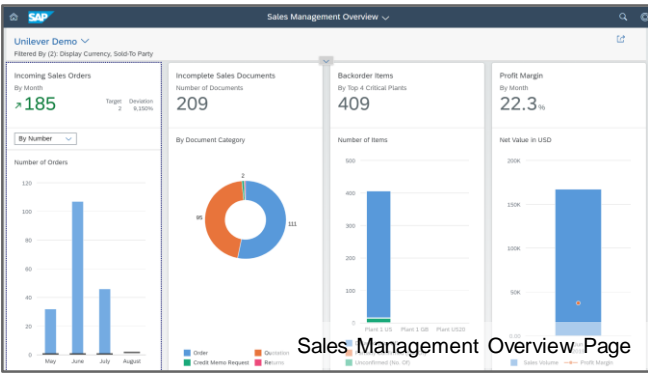 SAP
Sales Management Overview
Unilever Demo
Filtered By (2): Display Currency, Sold-To Party
Incoming Sales Orders
By Month
185
Target Deviation
2 9,150%
By Number
Number of Orders
120
100
80
60
40
20
0
May June July August
Incomplete Sales Documents
Number of Documents
209
By Document Category
2
96
111
Order
Quotation
Credit Memo Request
Returns
Backorder Items
By Top 4 Critical Plants
409
Number of Items
500
400
300
200
100
0
Plant 1 US Plant 1 GB Plant US20
Unconfirmed (No. Of)
Profit Margin
By Month
22.3%
Net Value in USD
200K
150K
100K
50K
0.00
Sales Volume
Profit Margin
Sales Management Overview Page